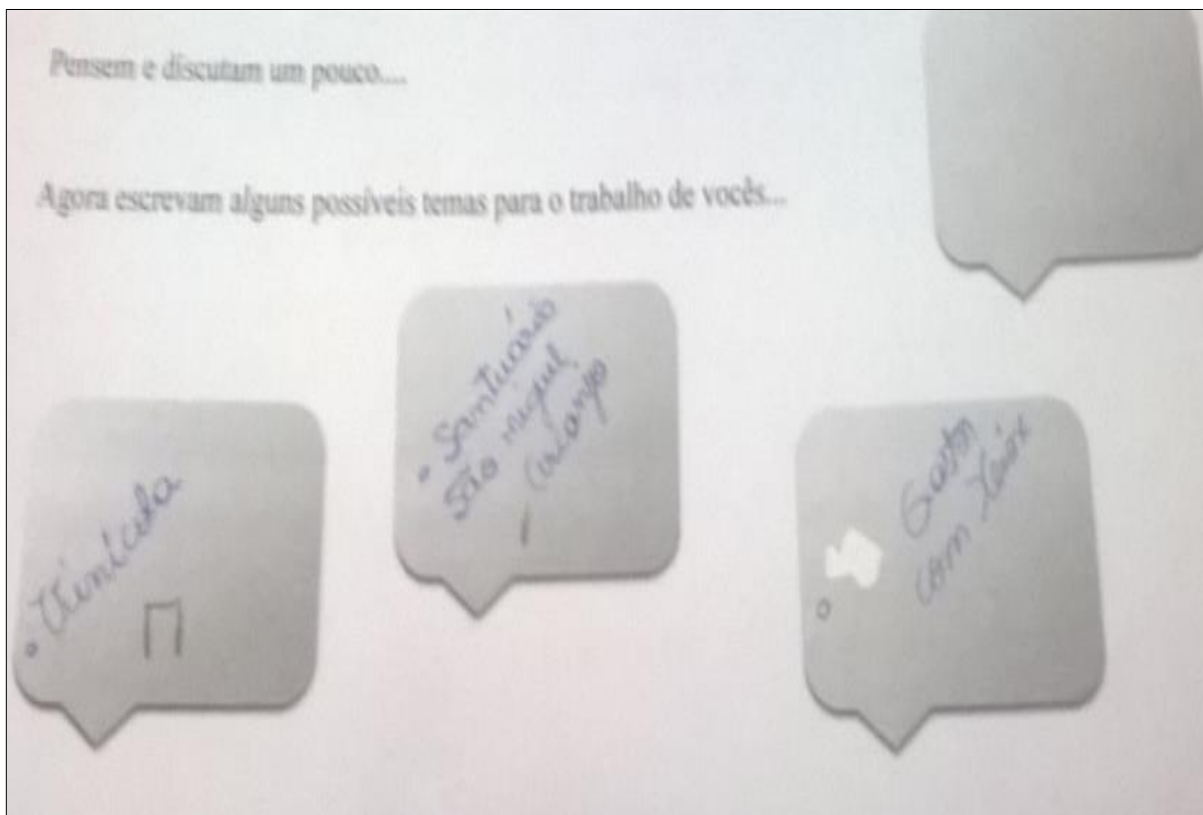 Pensem e discutam um pouco....
Agora escrevam alguns possíveis temas para o trabalho de vocês...
• Santuário
São miguel
Arcanjo
• Vinícola
Gastos
com